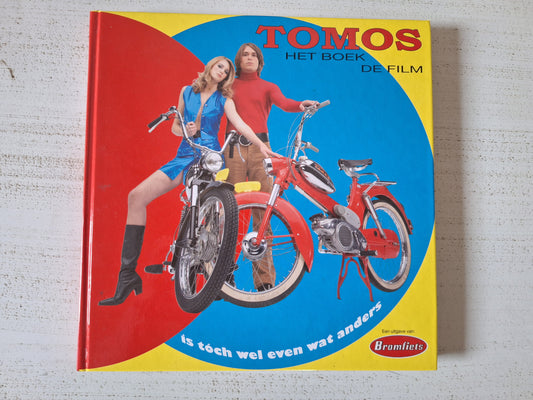 TOMOS
HET BOEK
DE FILM
is tóch wel even wat anders
Een uitgave van:
Bromfiets